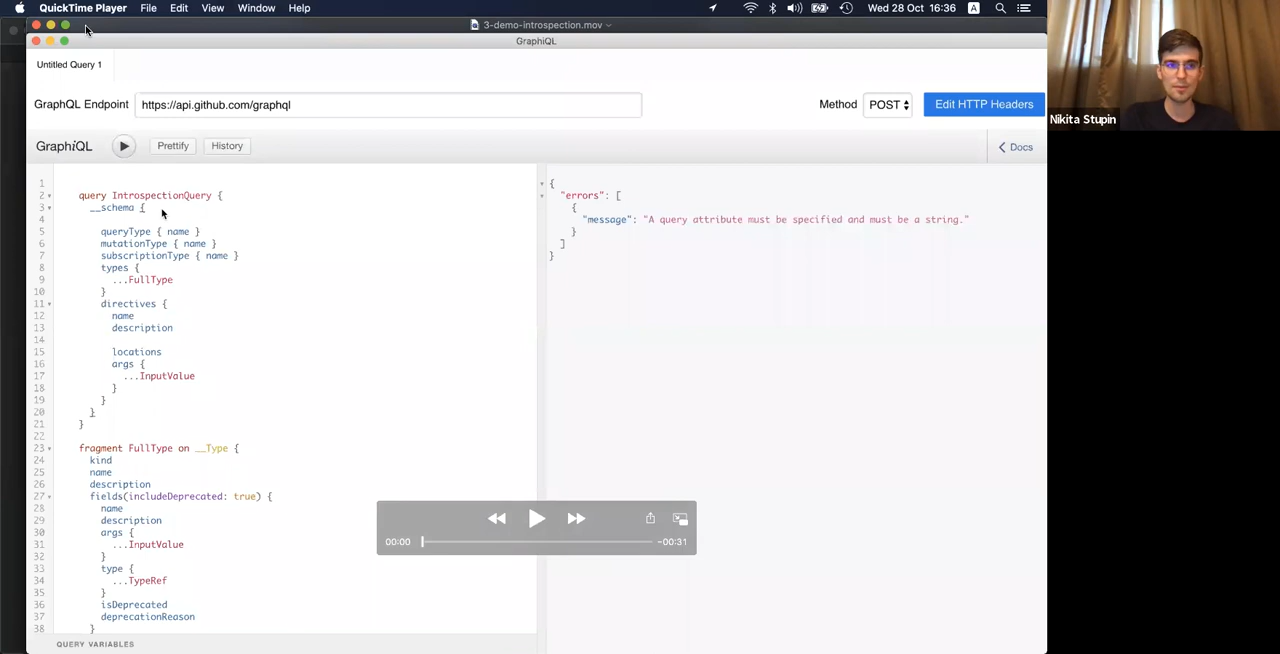 QuickTime Player File Edit View Window Help Wed 28 Oct 16:36 A
3-demo-introspection.mov
GraphiQL
Untitled Query 1
GraphQL Endpoint https://api.github.com/graphql Method POST Edit HTTP Headers
GraphiQL Prettify History Docs
1
2 query IntrospectionQuery {
3 __schema {
4
5 queryType { name }
6 mutationType { name }
7 subscriptionType { name }
8 types {
9 ...FullType
10 }
11 directives {
12 name
13 description
14
15 locations
16 args {
17 ...InputValue
18 }
19 }
20 }
21 }
22
23 fragment FullType on __Type {
24 kind
25 name
26 description
27 fields(includeDeprecated: true) {
28 name
29 description
30 args {
31 ...InputValue
32 }
33 type {
34 ...TypeRef
35 }
36 isDeprecated
37 deprecationReason
38 }
QUERY VARIABLES
{
"errors": [
{
"message": "A query attribute must be specified and must be a string."
}
]
}
00:00 -00:31
Nikita Stupin